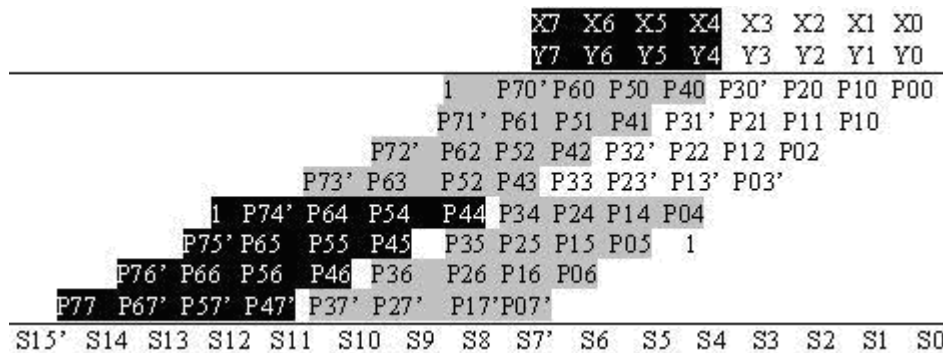 X7 X6 X5 X4 X3 X2 X1 X0
Y7 Y6 Y5 Y4 Y3 Y2 Y1 Y0
1 P70' P60 P50 P40 P30' P20 P10 P00
P71' P61 P51 P41 P31' P21 P11 P10
P72' P62 P52 P42 P32' P22 P12 P02
P73' P63 P52 P43 P33 P23' P13' P03'
1 P74' P64 P54 P44 P34 P24 P14 P04
P75' P65 P55 P45 P35 P25 P15 P05 1
P76' P66 P56 P46 P36 P26 P16 P06
P77 P67' P57' P47' P37' P27' P17' P07'
S15' S14 S13 S12 S11 S10 S9 S8 S7' S6 S5 S4 S3 S2 S1 S0